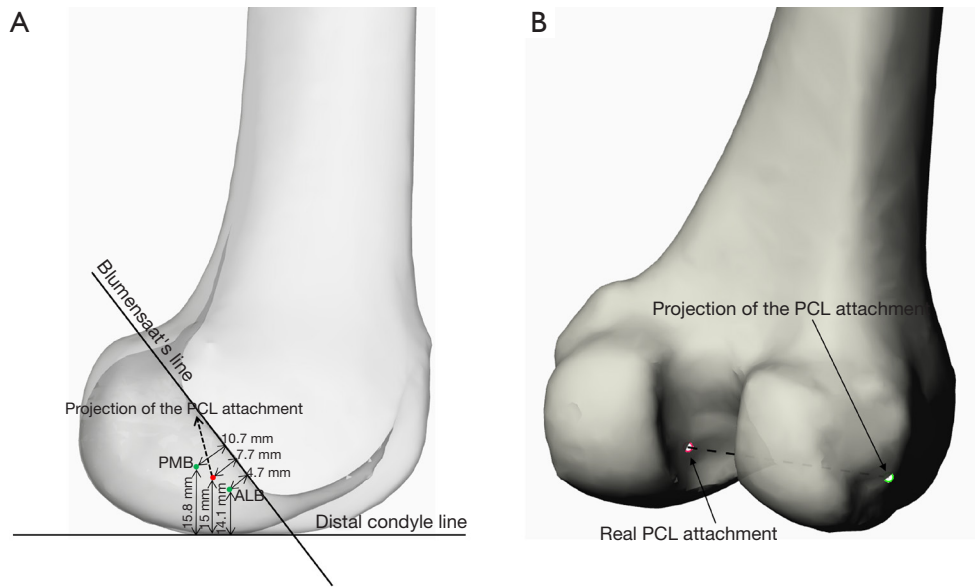 A
B
Blumensaat's line
Projection of the PCL attachment
10.7 mm
7.7 mm
4.7 mm
PMB
ALB
15.8 mm
15 mm
14.1 mm
Distal condyle line
Projection of the PCL attachment
Real PCL attachment